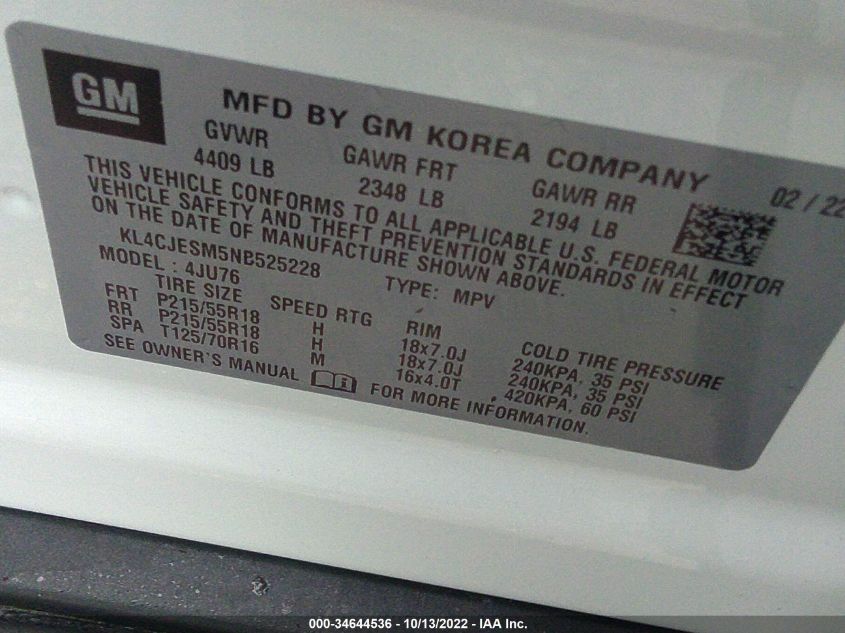 GM
MFD BY GM KOREA COMPANY 02 / 22
GVWR GAWR FRT GAWR RR
4409 LB 2348 LB 2194 LB
THIS VEHICLE CONFORMS TO ALL APPLICABLE U.S. FEDERAL MOTOR
VEHICLE SAFETY AND THEFT PREVENTION STANDARDS IN EFFECT
ON THE DATE OF MANUFACTURE SHOWN ABOVE.
KL4CJESM5NB525228 TYPE: MPV
MODEL : 4JU76
TIRE SIZE SPEED RTG RIM COLD TIRE PRESSURE
FRT P215/55R18 H 18x7.0J 240KPA, 35 PSI
RR P215/55R18 H 18x7.0J 240KPA, 35 PSI
SPA T125/70R16 M 16x4.0T , 420KPA, 60 PSI
SEE OWNER'S MANUAL FOR MORE INFORMATION.
000-34644536 - 10/13/2022 - IAA Inc.